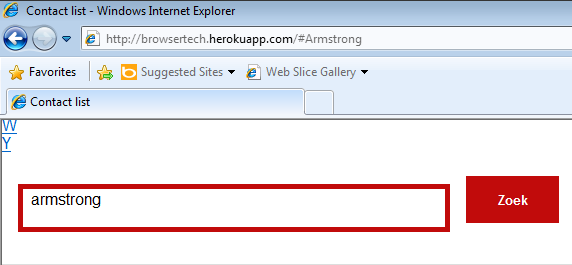 Contact list - Windows Internet Explorer
http://browsertech.herokuapp.com/#Armstrong
Favorites Suggested Sites Web Slice Gallery
Contact list
W
Y
armstrong Zoek